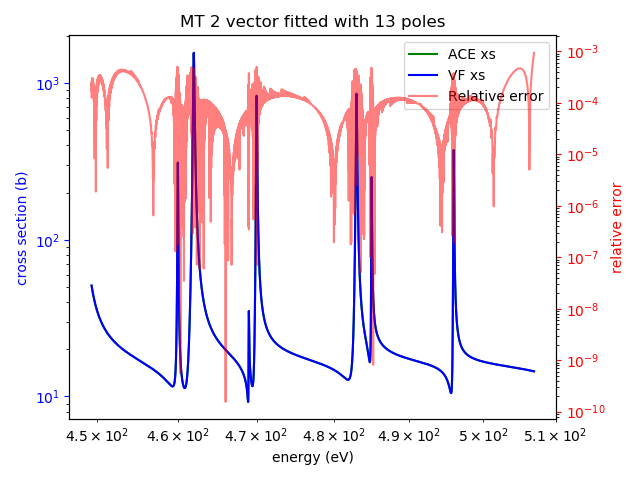 MT 2 vector fitted with 13 poles
ACE xs
VF xs
Relative error
cross section (b)
10³
10²
10¹
relative error
10⁻³
10⁻⁴
10⁻⁵
10⁻⁶
10⁻⁷
10⁻⁸
10⁻⁹
10⁻¹⁰
4.5 × 10² 4.6 × 10² 4.7 × 10² 4.8 × 10² 4.9 × 10² 5 × 10² 5.1 × 10²
energy (eV)